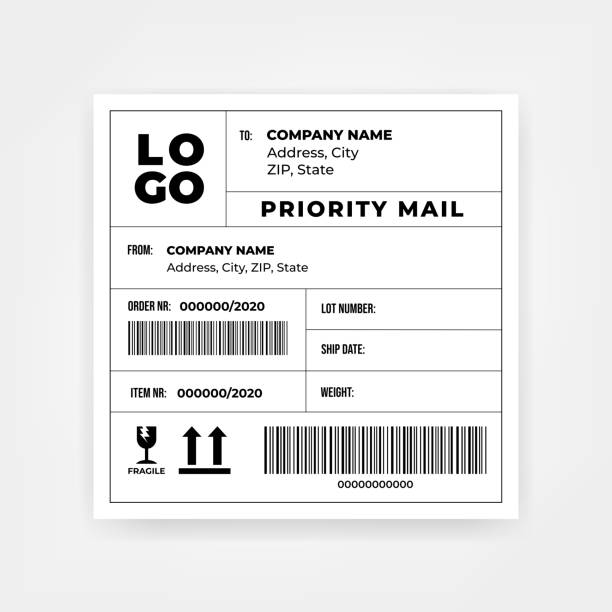 LO
GO
TO: COMPANY NAME
Address, City
ZIP, State
PRIORITY MAIL
FROM: COMPANY NAME
Address, City, ZIP, State
ORDER NR: 000000/2020
LOT NUMBER:
SHIP DATE:
ITEM NR: 000000/2020
WEIGHT:
FRAGILE
00000000000